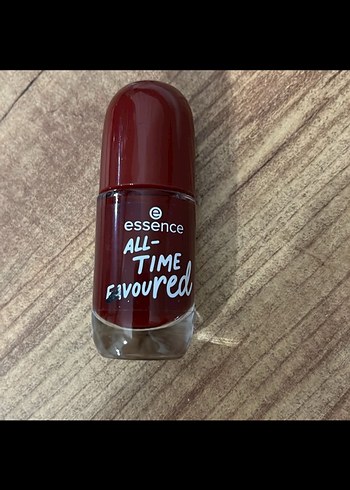 essence
ALL-
TIME
FAVOURED